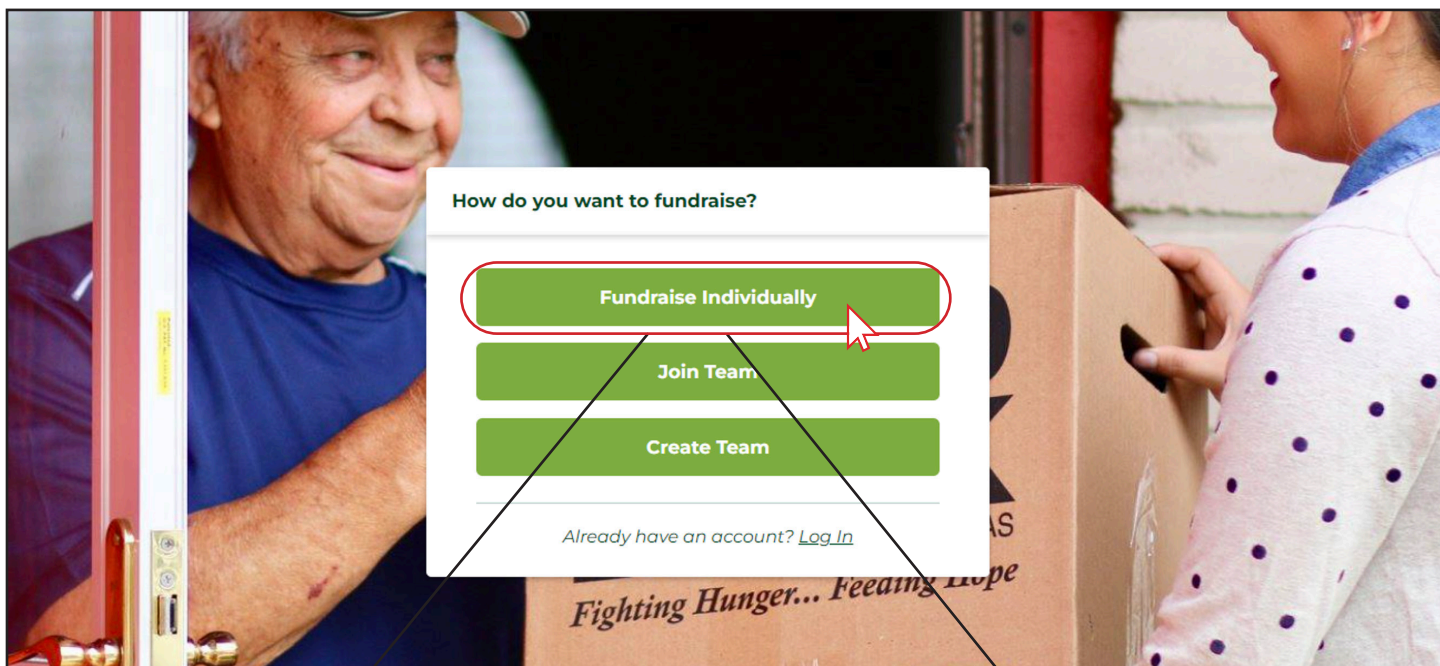 How do you want to fundraise?
Fundraise Individually
Join Team
Create Team
Already have an account? Log In
AS
Fighting Hunger... Feeding Hope